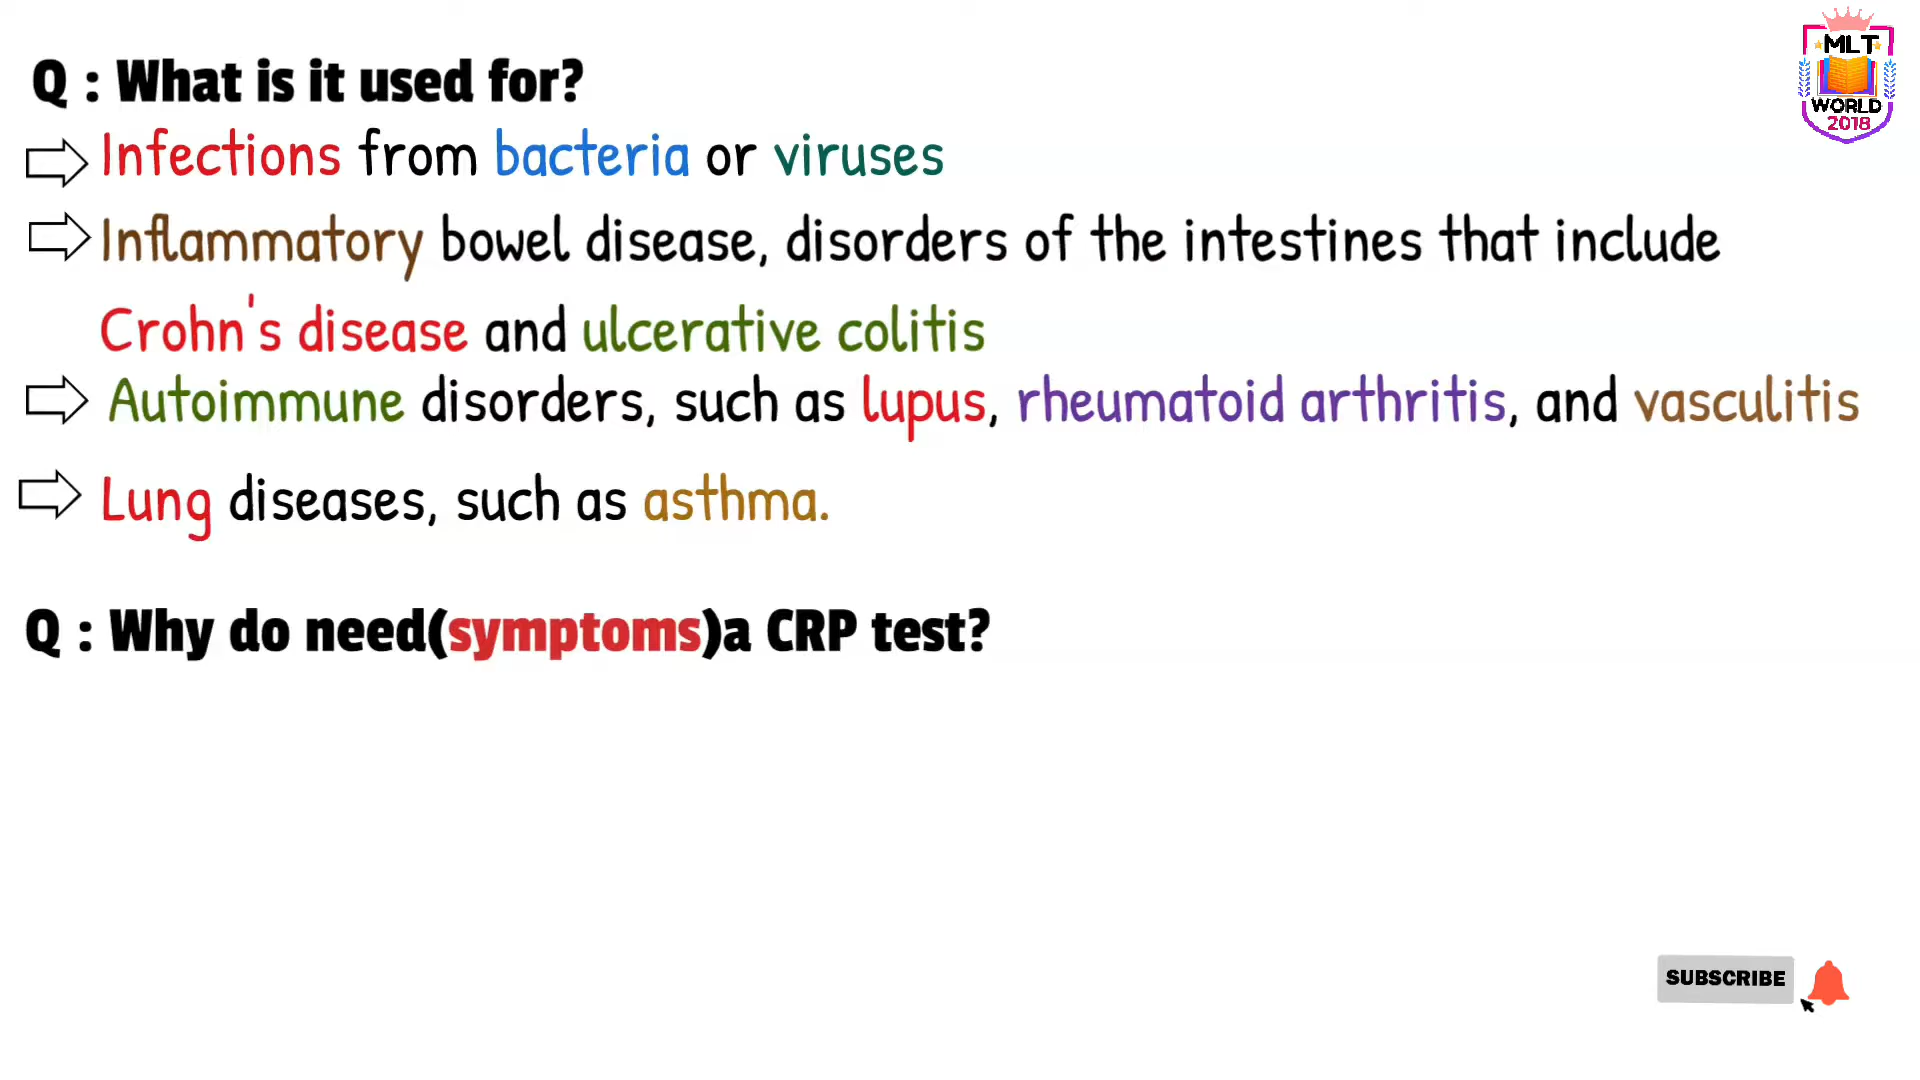 MLT
WORLD
2018
Q : What is it used for?
Infections from bacteria or viruses
Inflammatory bowel disease, disorders of the intestines that include
Crohn's disease and ulcerative colitis
Autoimmune disorders, such as lupus, rheumatoid arthritis, and vasculitis
Lung diseases, such as asthma.
Q : Why do need(symptoms)a CRP test?
SUBSCRIBE